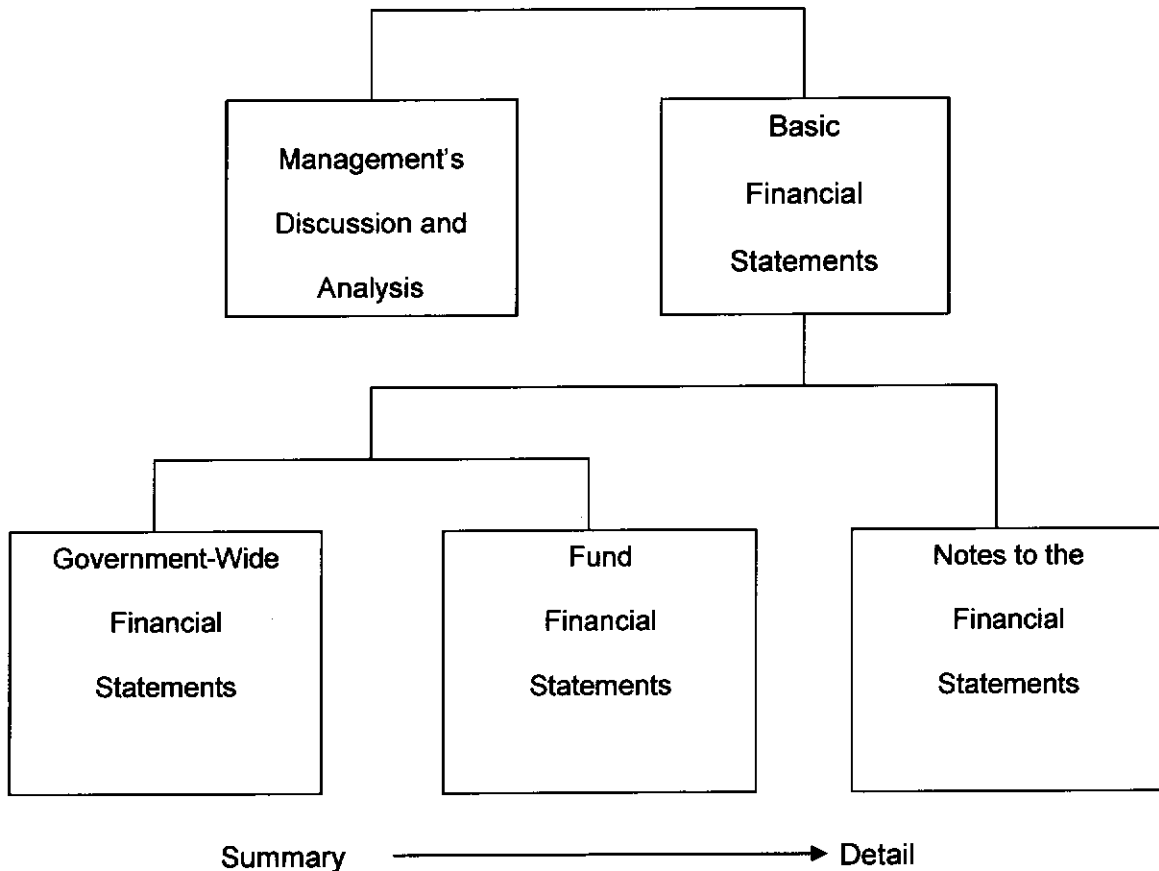 Management's
Discussion and
Analysis
Basic
Financial
Statements
Government-Wide
Financial
Statements
Fund
Financial
Statements
Notes to the
Financial
Statements
Summary
Detail